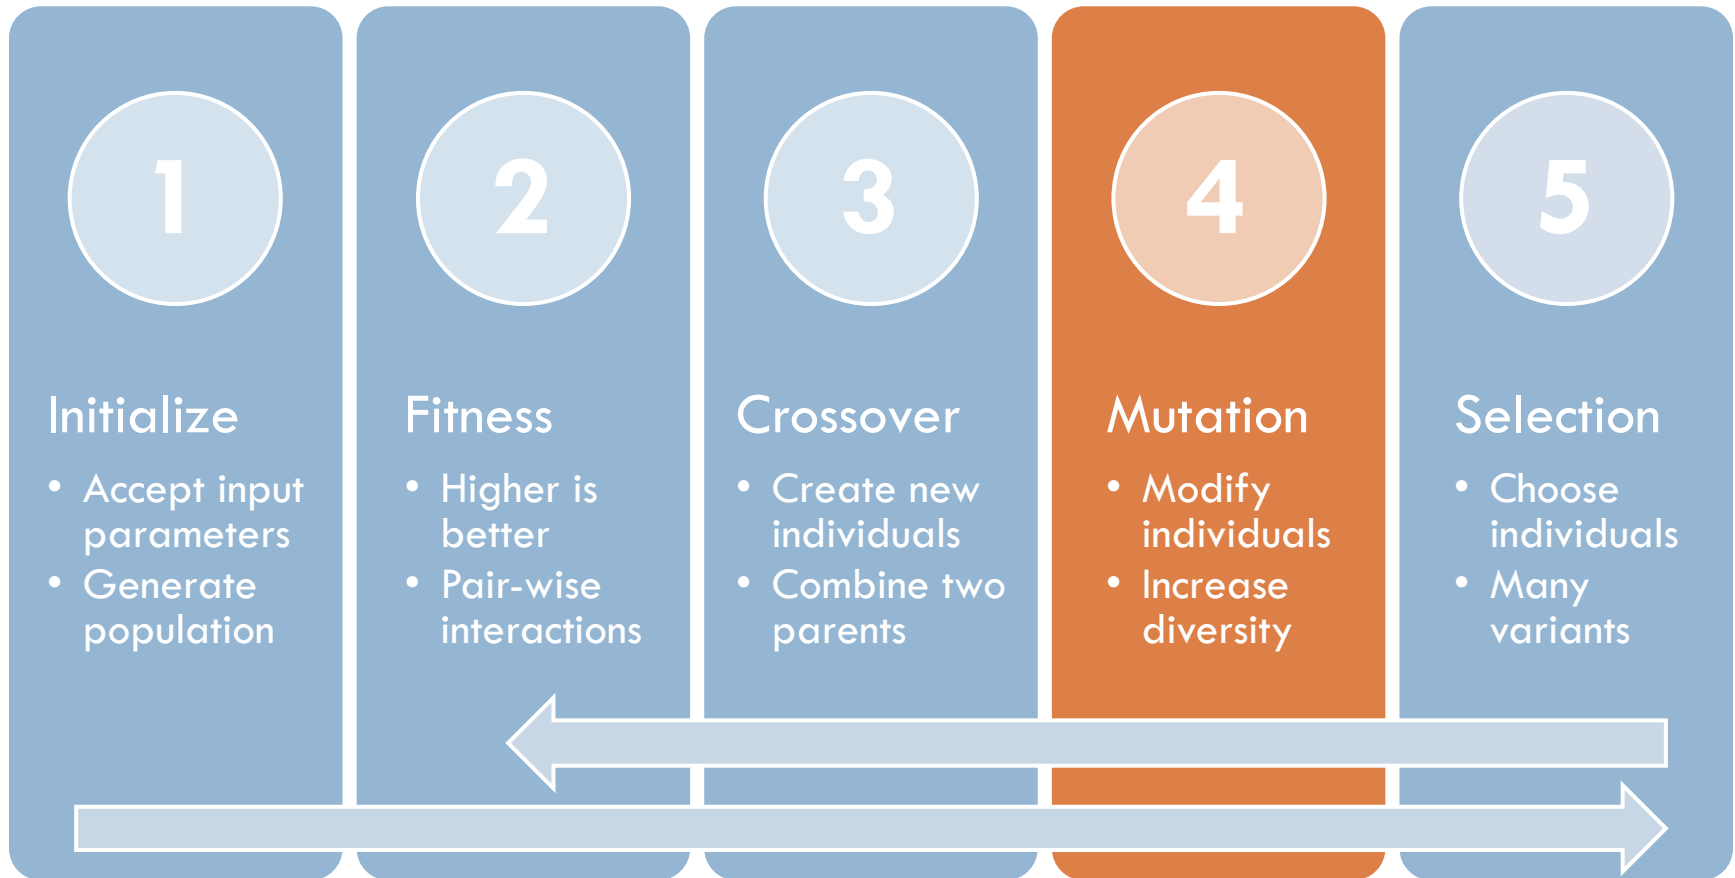 1
Initialize
• Accept input
parameters
• Generate
population
2
Fitness
• Higher is
better
• Pair-wise
interactions
3
Crossover
• Create new
individuals
• Combine two
parents
4
Mutation
• Modify
individuals
• Increase
diversity
5
Selection
• Choose
individuals
• Many
variants